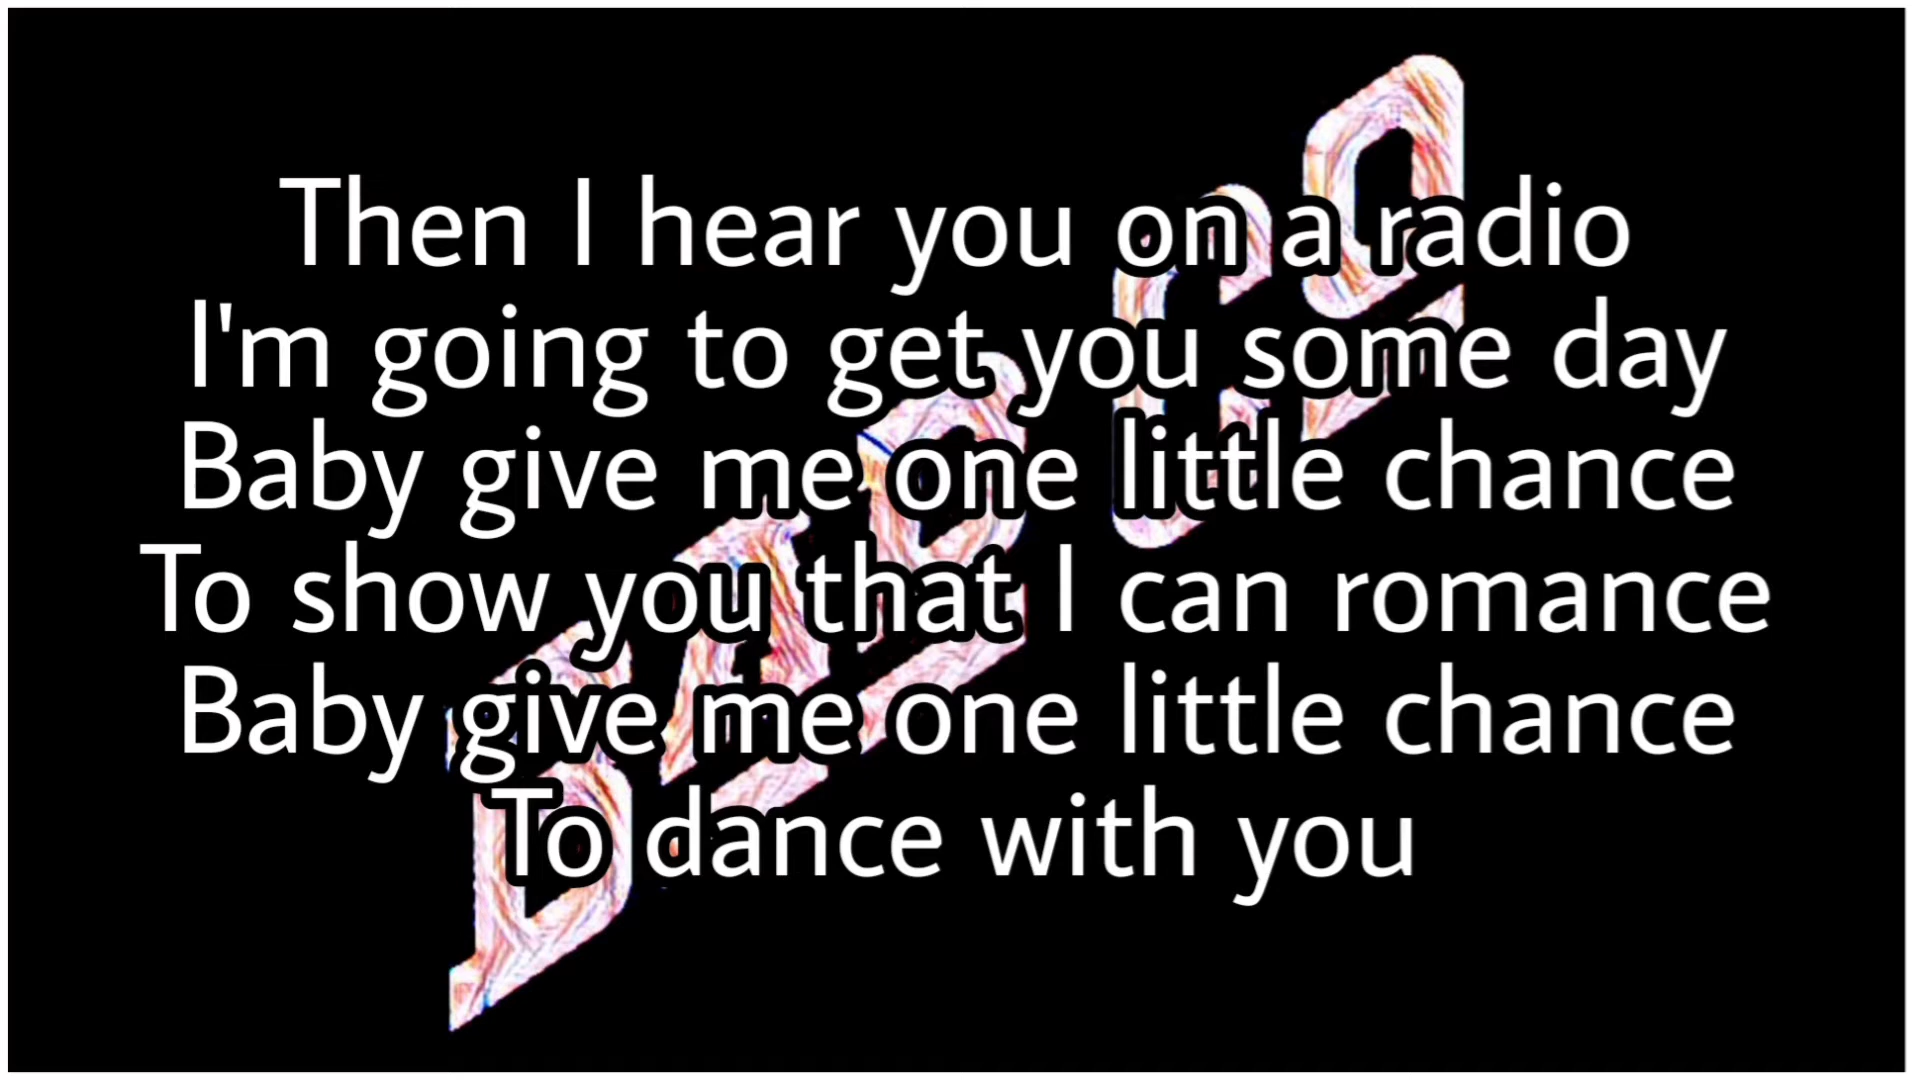 Then I hear you on a radio
I'm going to get you some day
Baby give me one little chance
To show you that I can romance
Baby give me one little chance
To dance with you